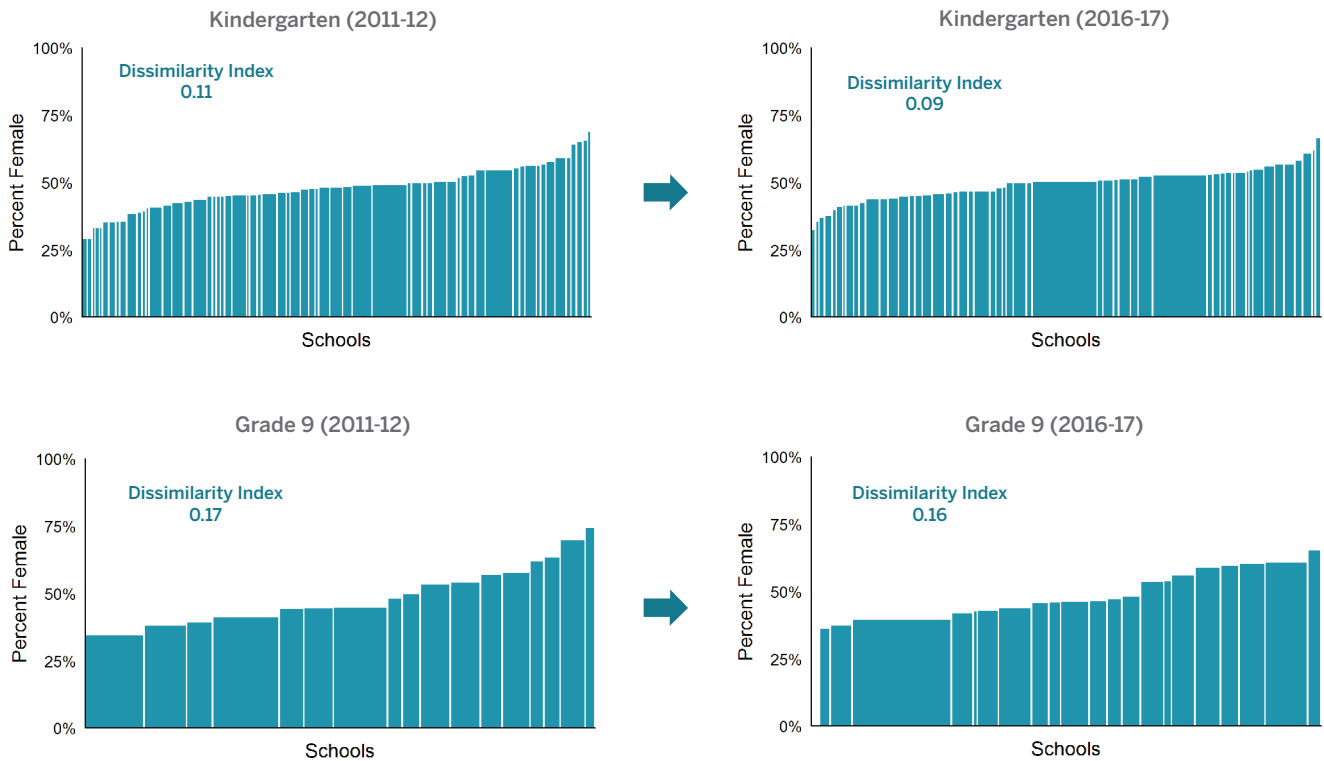 Kindergarten (2011-12)
100%
75%
50%
25%
0%
Percent Female
Dissimilarity Index
0.11
Schools
Kindergarten (2016-17)
100%
75%
50%
25%
0%
Percent Female
Dissimilarity Index
0.09
Schools
Grade 9 (2011-12)
100%
75%
50%
25%
0%
Percent Female
Dissimilarity Index
0.17
Schools
Grade 9 (2016-17)
100%
75%
50%
25%
0%
Percent Female
Dissimilarity Index
0.16
Schools